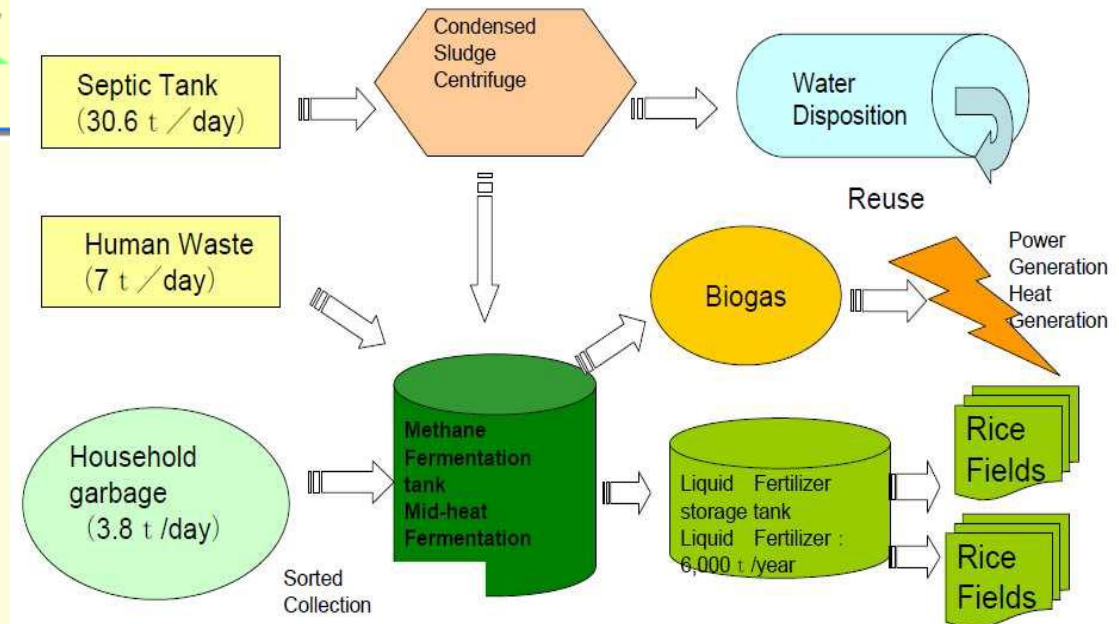 Septic Tank
(30.6 t ／day)
Condensed
Sludge
Centrifuge
Water
Disposition
Reuse
Human Waste
(7 t ／day)
Biogas
Power
Generation
Heat
Generation
Household
garbage
(3.8 t /day)
Sorted
Collection
Methane
Fermentation
tank
Mid-heat
Fermentation
Liquid Fertilizer
storage tank
Liquid Fertilizer :
6,000 t /year
Rice
Fields
Rice
Fields